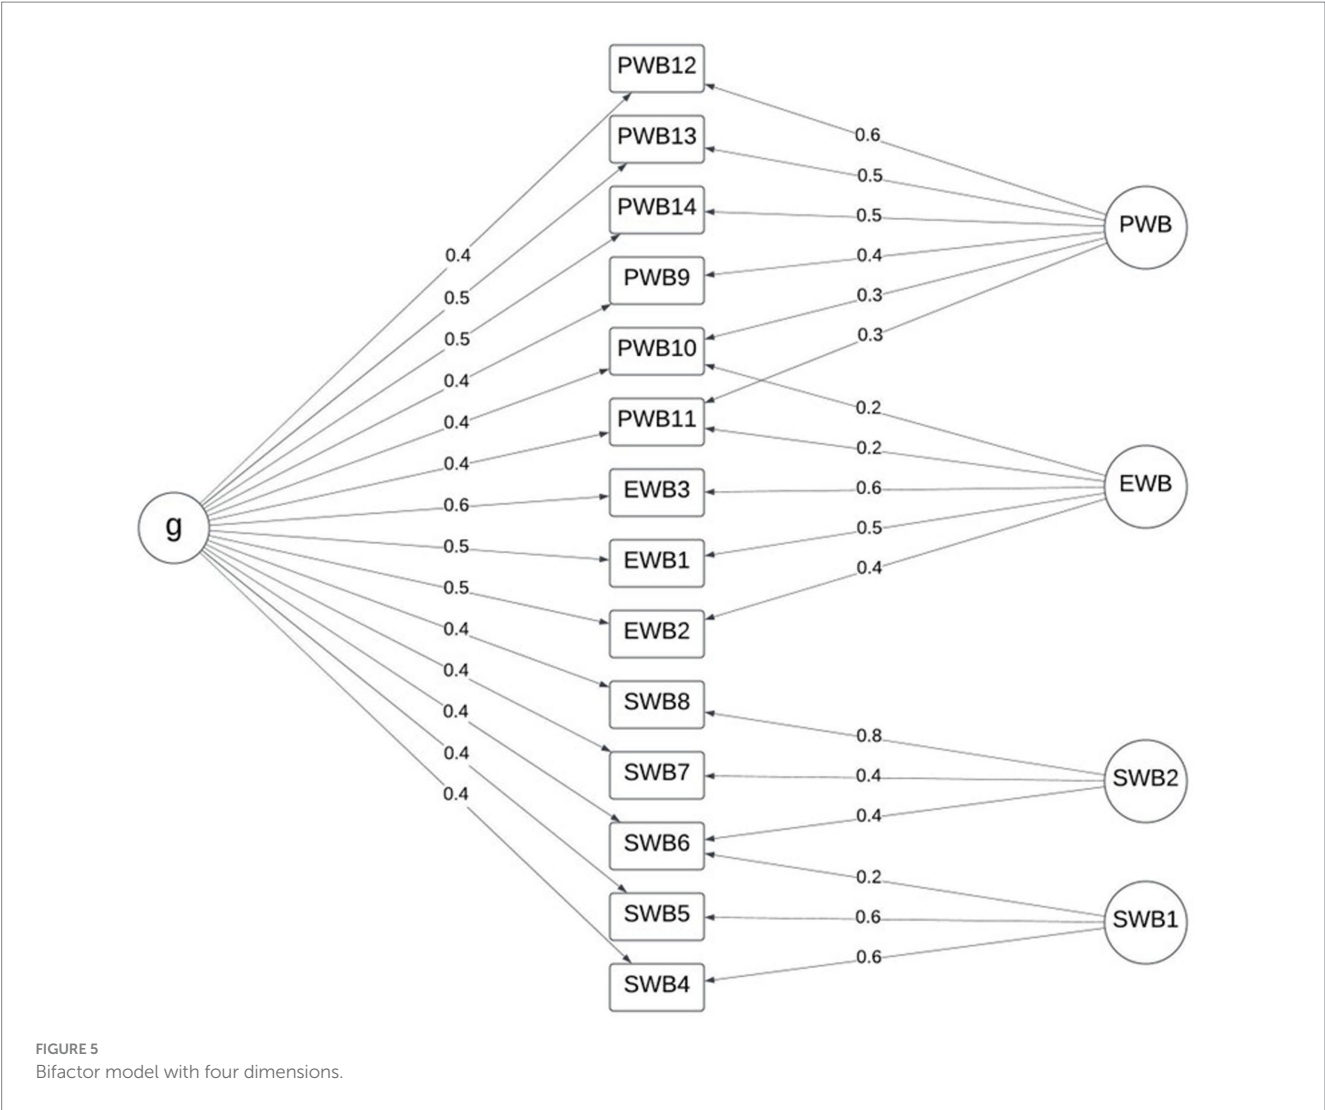 PWB12
PWB13
PWB14
PWB9
PWB10
PWB11
EWB3
EWB1
EWB2
SWB8
SWB7
SWB6
SWB5
SWB4
g
0.4
0.5
0.5
0.4
0.4
0.4
0.6
0.5
0.5
0.4
0.4
0.4
0.4
0.4
0.6
0.5
0.5
0.4
0.3
0.3
PWB
0.2
0.2
0.6
0.5
0.4
EWB
0.8
0.4
0.4
SWB2
0.2
0.6
0.6
SWB1
FIGURE 5
Bifactor model with four dimensions.